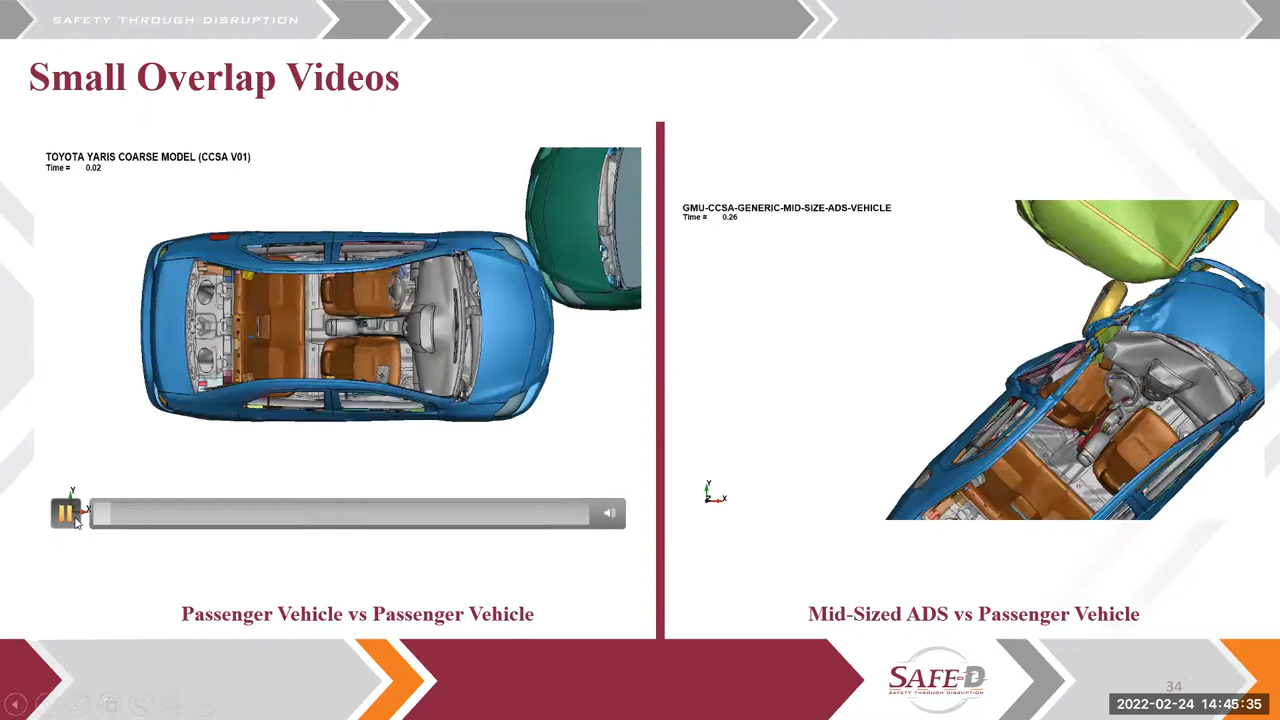 SAFETY THROUGH DISRUPTION
Small Overlap Videos
TOYOTA YARIS COARSE MODEL (CCSA V01)
Time = 0.02
Y
X
Passenger Vehicle vs Passenger Vehicle
GMU-CCSA-GENERIC-MID-SIZE-ADS-VEHICLE
Time = 0.26
Y
Z
X
Mid-Sized ADS vs Passenger Vehicle
SAFE-D
SAFETY THROUGH DISRUPTION
34
2022-02-24 14:45:35